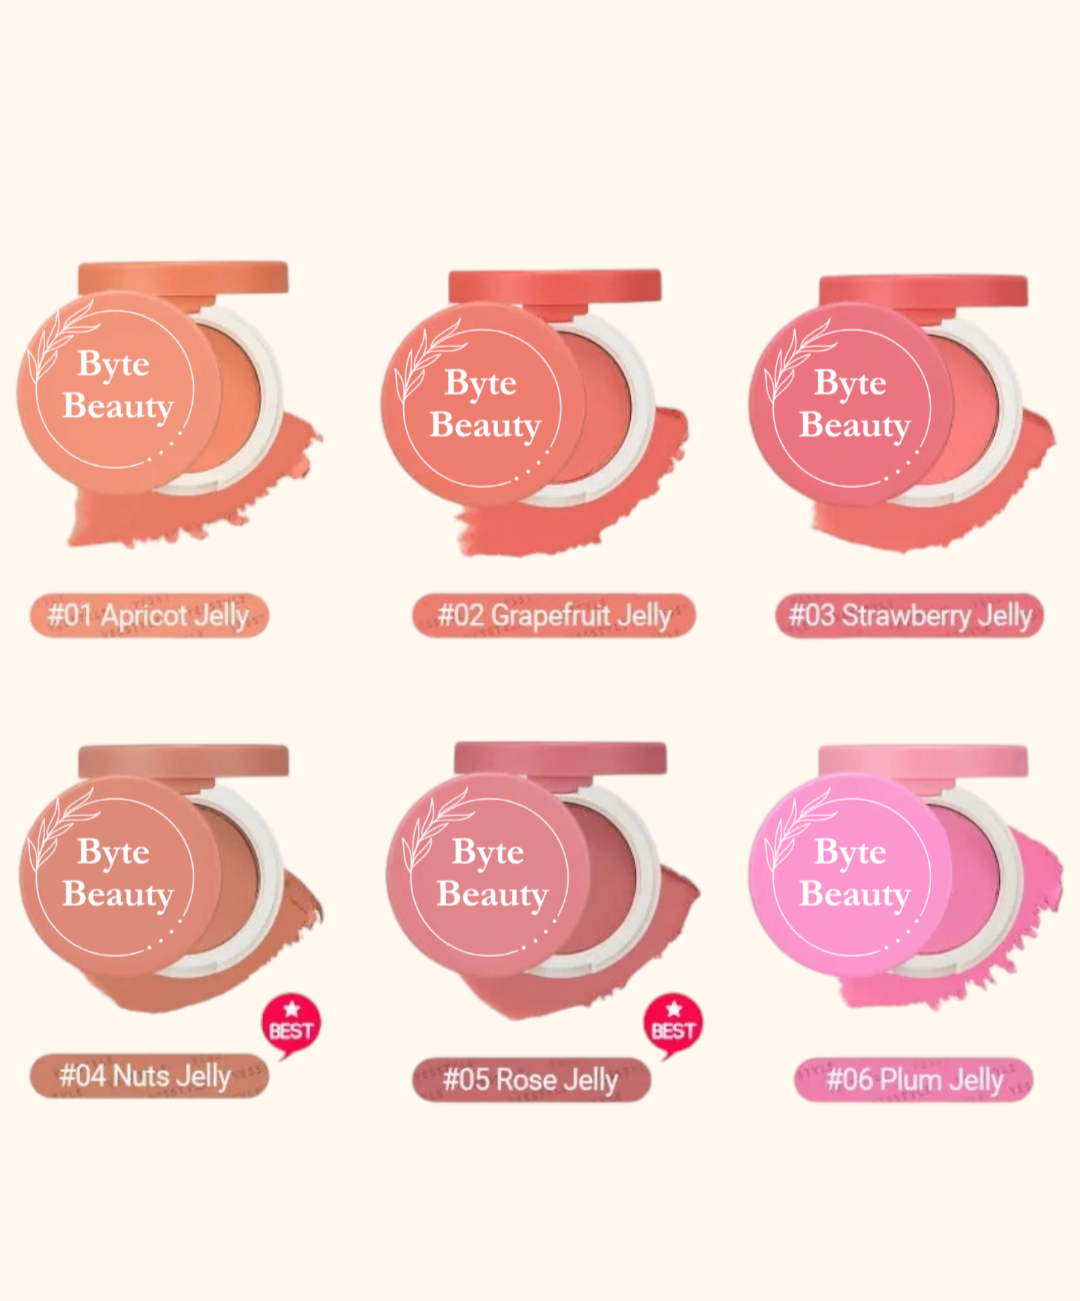 Byte
Beauty
Byte
Beauty
Byte
Beauty
#01 Apricot Jelly
#02 Grapefruit Jelly
#03 Strawberry Jelly
Byte
Beauty
Byte
Beauty
Byte
Beauty
BEST
BEST
#04 Nuts Jelly
#05 Rose Jelly
#06 Plum Jelly